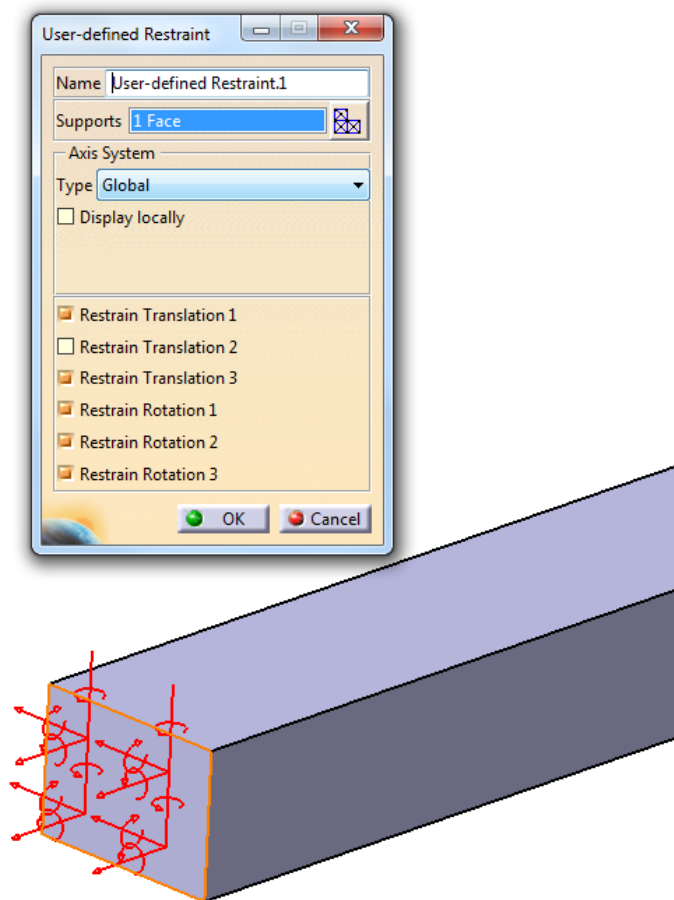 User-defined Restraint
Name User-defined Restraint.1
Supports 1 Face
Axis System
Type Global
Display locally
Restrain Translation 1
Restrain Translation 2
Restrain Translation 3
Restrain Rotation 1
Restrain Rotation 2
Restrain Rotation 3
OK Cancel